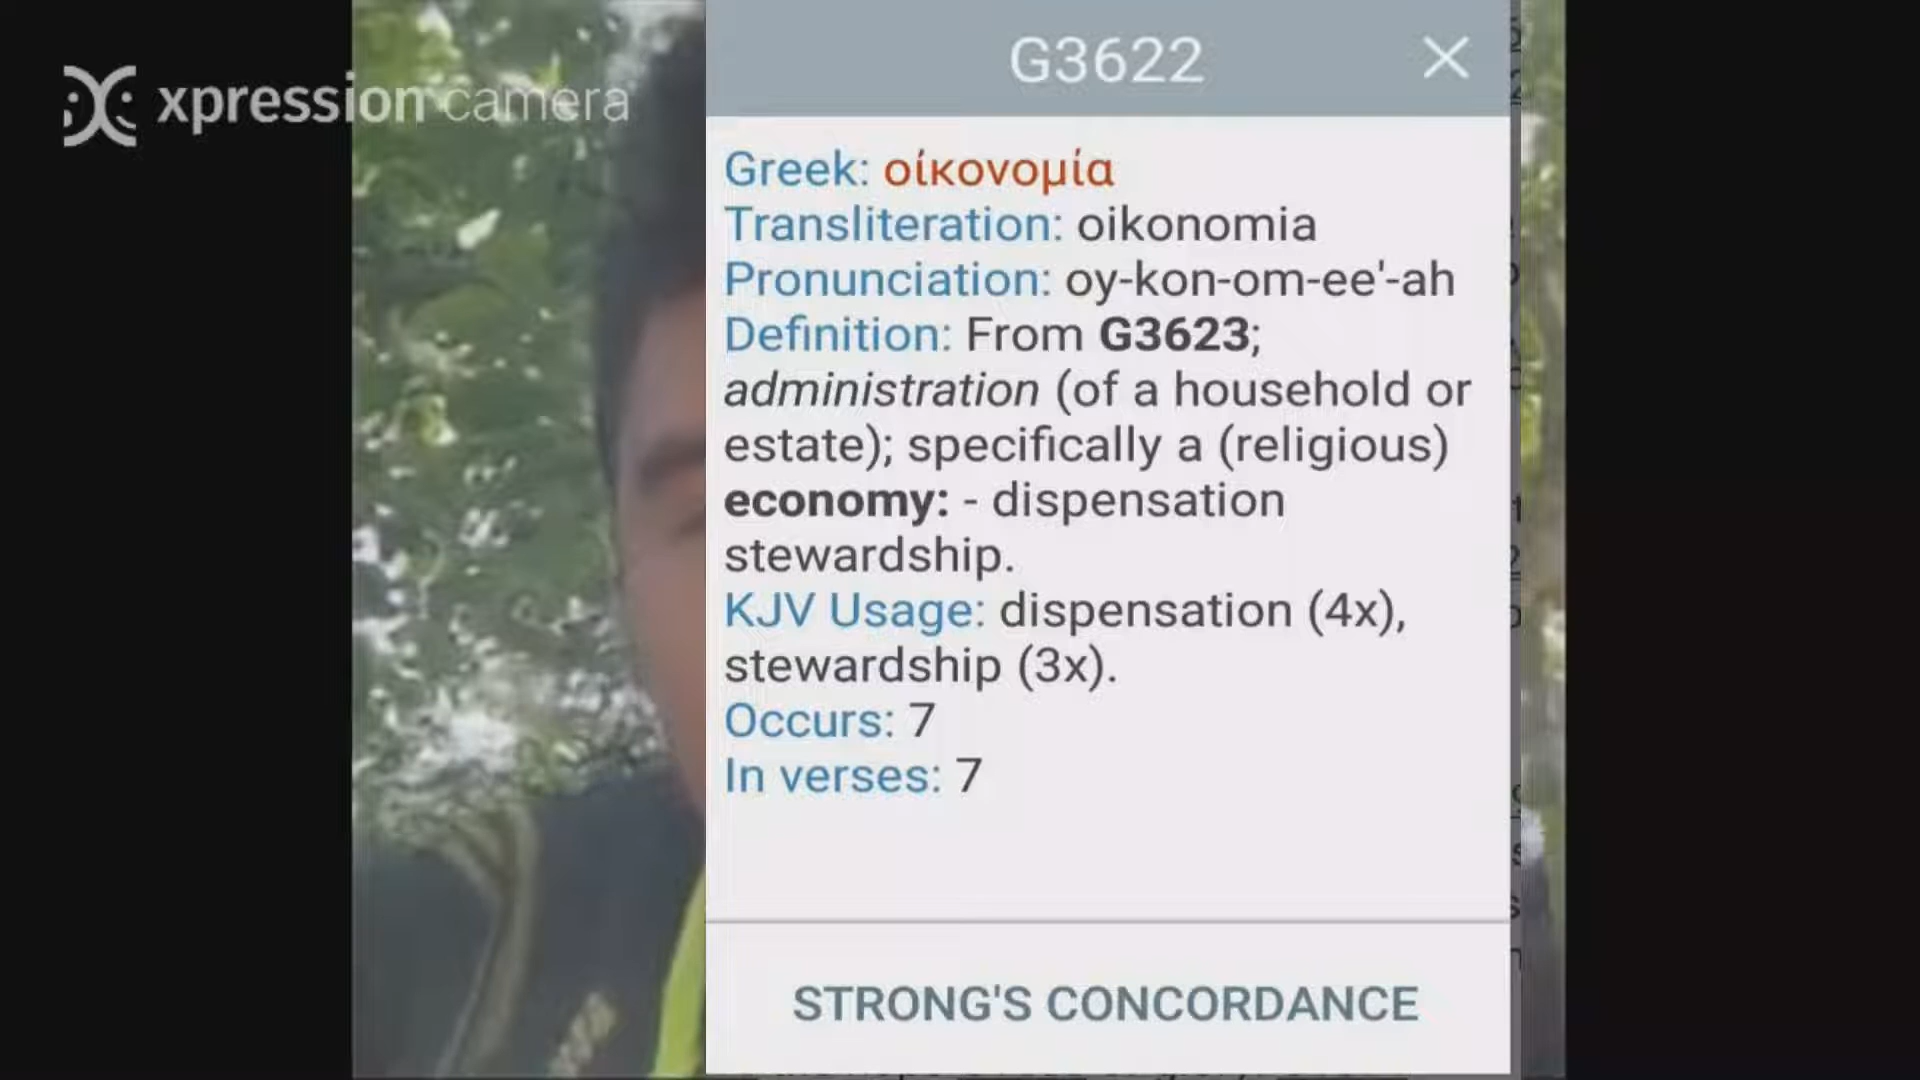 xpression camera
G3622
Greek: οἰκονομία
Transliteration: oikonomia
Pronunciation: oy-kon-om-ee'-ah
Definition: From G3623;
administration (of a household or
estate); specifically a (religious)
economy: - dispensation
stewardship.
KJV Usage: dispensation (4x),
stewardship (3x).
Occurs: 7
In verses: 7
STRONG'S CONCORDANCE